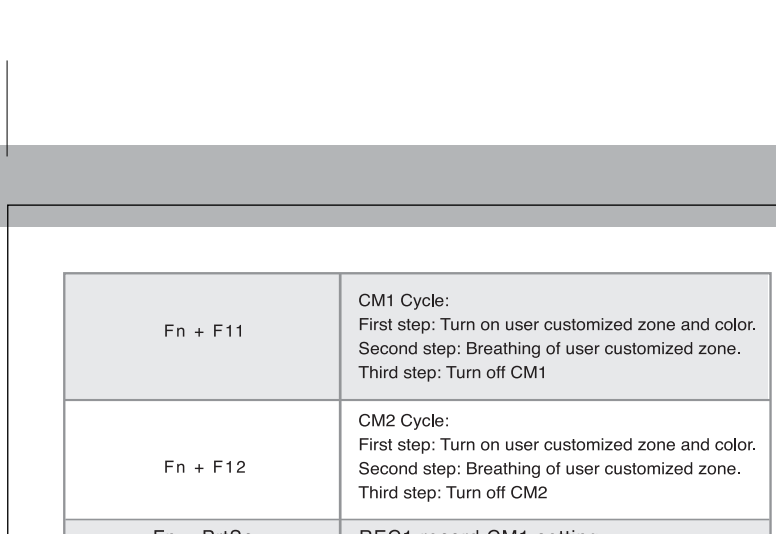 Fn + F11
CM1 Cycle:
First step: Turn on user customized zone and color.
Second step: Breathing of user customized zone.
Third step: Turn off CM1
Fn + F12
CM2 Cycle:
First step: Turn on user customized zone and color.
Second step: Breathing of user customized zone.
Third step: Turn off CM2